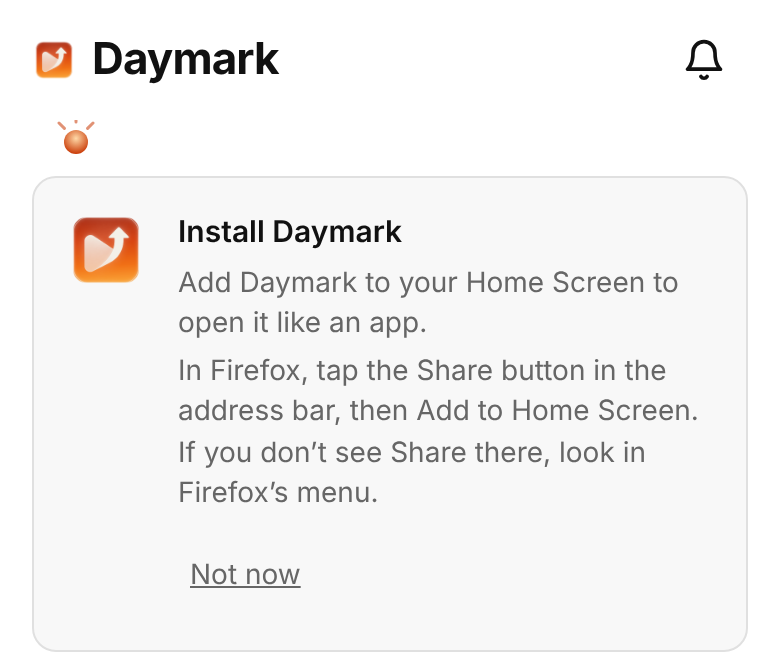 Daymark
Install Daymark
Add Daymark to your Home Screen to
open it like an app.
In Firefox, tap the Share button in the
address bar, then Add to Home Screen.
If you don’t see Share there, look in
Firefox’s menu.
Not now